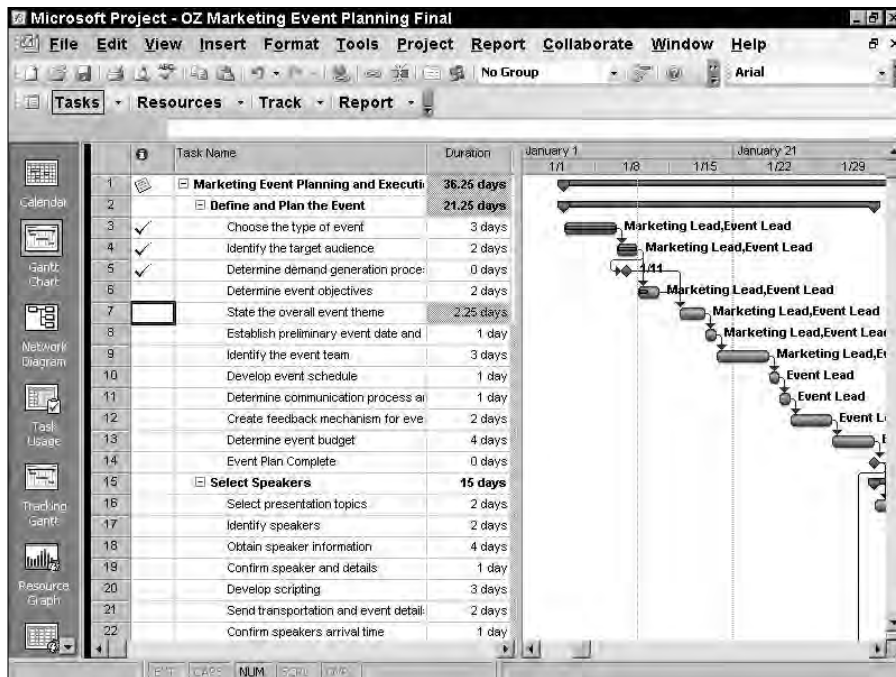 Microsoft Project - OZ Marketing Event Planning Final
File Edit View Insert Format Tools Project Report Collaborate Window Help
No Group Arial
Tasks Resources Track Report
Task Name Duration January 1 January 21
1/1 1/8 1/15 1/22 1/29
1 Marketing Event Planning and Executi 36.25 days
2 Define and Plan the Event 21.25 days
3 Choose the type of event 3 days Marketing Lead,Event Lead
4 Identify the target audience 2 days Marketing Lead,Event Lead
5 Determine demand generation proce 0 days 1/11
6 Determine event objectives 2 days Marketing Lead,Event Lead
7 State the overall event theme 2.25 days Marketing Lead,Event Lead
8 Establish preliminary event date and 1 day Marketing Lead,Event Lead
9 Identify the event team 3 days Marketing Lead,Ev
10 Develop event schedule 1 day Event Lead
11 Determine communication process a 1 day Event Lead
12 Create feedback mechanism for eve 2 days Event L
13 Determine event budget 4 days E
14 Event Plan Complete 0 days
15 Select Speakers 15 days
16 Select presentation topics 2 days
17 Identify speakers 2 days
18 Obtain speaker information 4 days
19 Confirm speaker and details 1 day
20 Develop scripting 3 days
21 Send transportation and event detail 2 days
22 Confirm speakers arrival time 1 day
Calendar
Gantt
Chart
Network
Diagram
Task
Usage
Tracking
Gantt
Resource
Graph
EXT CAPS NUM SCRL OVR